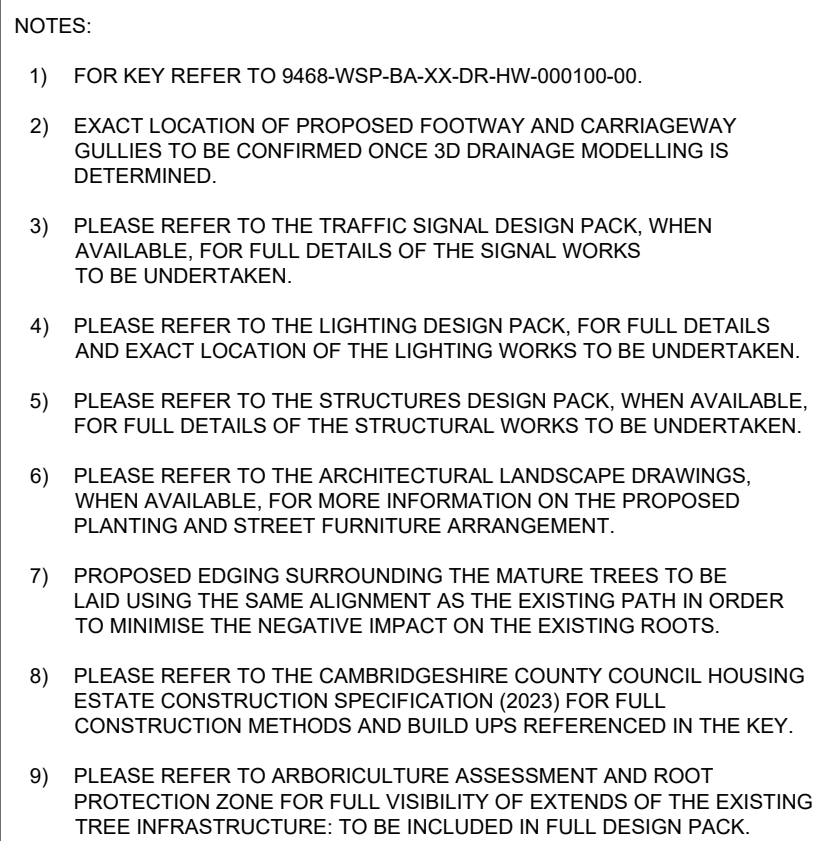 NOTES:
1) FOR KEY REFER TO 9468-WSP-BA-XX-DR-HW-000100-00.
2) EXACT LOCATION OF PROPOSED FOOTWAY AND CARRIAGEWAY
GULLIES TO BE CONFIRMED ONCE 3D DRAINAGE MODELLING IS
DETERMINED.
3) PLEASE REFER TO THE TRAFFIC SIGNAL DESIGN PACK, WHEN
AVAILABLE, FOR FULL DETAILS OF THE SIGNAL WORKS
TO BE UNDERTAKEN.
4) PLEASE REFER TO THE LIGHTING DESIGN PACK, FOR FULL DETAILS
AND EXACT LOCATION OF THE LIGHTING WORKS TO BE UNDERTAKEN.
5) PLEASE REFER TO THE STRUCTURES DESIGN PACK, WHEN AVAILABLE,
FOR FULL DETAILS OF THE STRUCTURAL WORKS TO BE UNDERTAKEN.
6) PLEASE REFER TO THE ARCHITECTURAL LANDSCAPE DRAWINGS,
WHEN AVAILABLE, FOR MORE INFORMATION ON THE PROPOSED
PLANTING AND STREET FURNITURE ARRANGEMENT.
7) PROPOSED EDGING SURROUNDING THE MATURE TREES TO BE
LAID USING THE SAME ALIGNMENT AS THE EXISTING PATH IN ORDER
TO MINIMISE THE NEGATIVE IMPACT ON THE EXISTING ROOTS.
8) PLEASE REFER TO THE CAMBRIDGESHIRE COUNTY COUNCIL HOUSING
ESTATE CONSTRUCTION SPECIFICATION (2023) FOR FULL
CONSTRUCTION METHODS AND BUILD UPS REFERENCED IN THE KEY.
9) PLEASE REFER TO ARBORICULTURE ASSESSMENT AND ROOT
PROTECTION ZONE FOR FULL VISIBILITY OF EXTENDS OF THE EXISTING
TREE INFRASTRUCTURE: TO BE INCLUDED IN FULL DESIGN PACK.